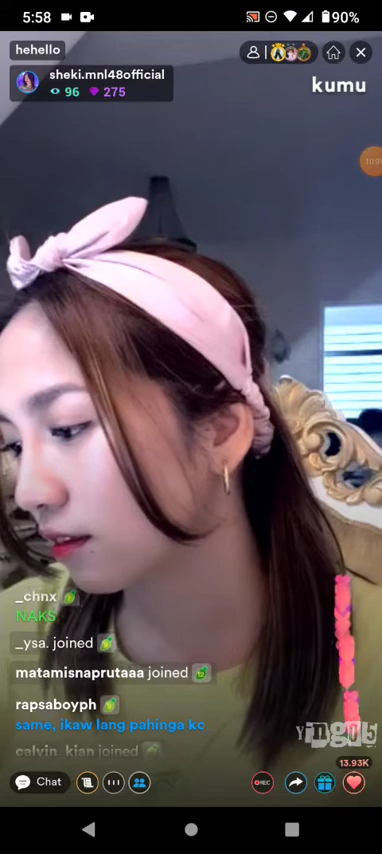 5:58
90%
hehello
sheki.mnl48official
96 275
kumu
_chnx
NAKS
_ysa. joined
matamisnaprutaaa joined
12
rapsaboyph
same, ikaw lang pahinga ko
calvin_kian joined
13.93K
Chat